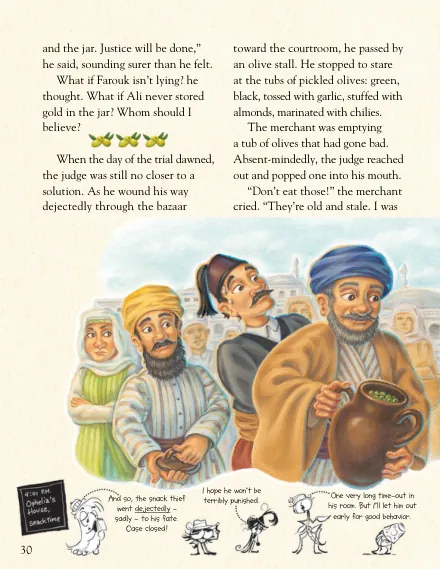 and the jar. Justice will be done,”
he said, sounding surer than he felt.
What if Farouk isn’t lying? he
thought. What if Ali never stored
gold in the jar? Whom should I
believe?
When the day of the trial dawned,
the judge was still no closer to a
solution. As he wound his way
dejectedly through the bazaar
toward the courtroom, he passed by
an olive stall. He stopped to stare
at the tubs of pickled olives: green,
black, tossed with garlic, stuffed with
almonds, marinated with chilies.
The merchant was emptying
a tub of olives that had gone bad.
Absent-mindedly, the judge reached
out and popped one into his mouth.
“Don’t eat those!” the merchant
cried. “They’re old and stale. I was
4:01 P.M.
Ophelia's
House,
snacktime
And so, the snack thief
went dejectedly –
sadly – to his fate.
Case closed!
I hope he won't be
terribly punished.
One very long time-out in
his room. But I'll let him out
early for good behavior.
30